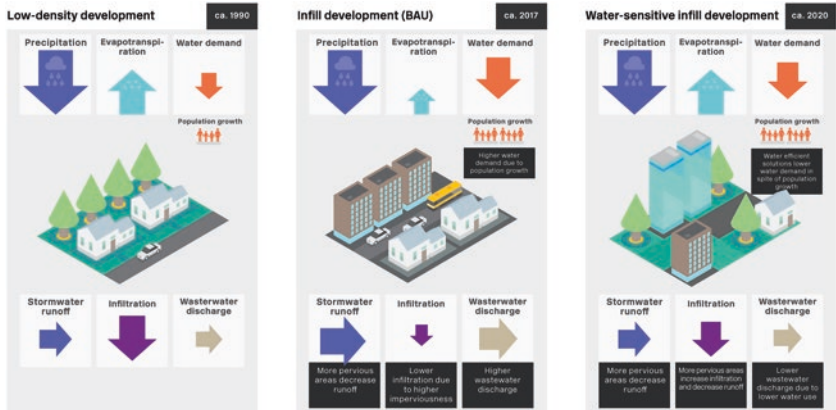 Low-density development
ca. 1990
Precipitation
Evapotranspi-
ration
Water demand
Population growth
Stormwater
runoff
Infiltration
Wasterwater
discharge
Infill development (BAU)
ca. 2017
Precipitation
Evapotranspi-
ration
Water demand
Population growth
Higher water
demand due to
population growth
Stormwater
runoff
Infiltration
Wasterwater
discharge
More pervious
areas decrease
runoff
Lower
infiltration due
to higher
imperviousness
Higher
wastewater
discharge
Water-sensitive infill development
ca. 2020
Precipitation
Evapotranspi-
ration
Water demand
Population growth
Water efficient
solutions lower
water demand in
spite of population
growth
Stormwater
runoff
Infiltration
Wasterwater
discharge
More pervious
areas decrease
runoff
More pervious areas
increase infiltration
and decrease runoff
Lower
wastewater
discharge due to
lower water use